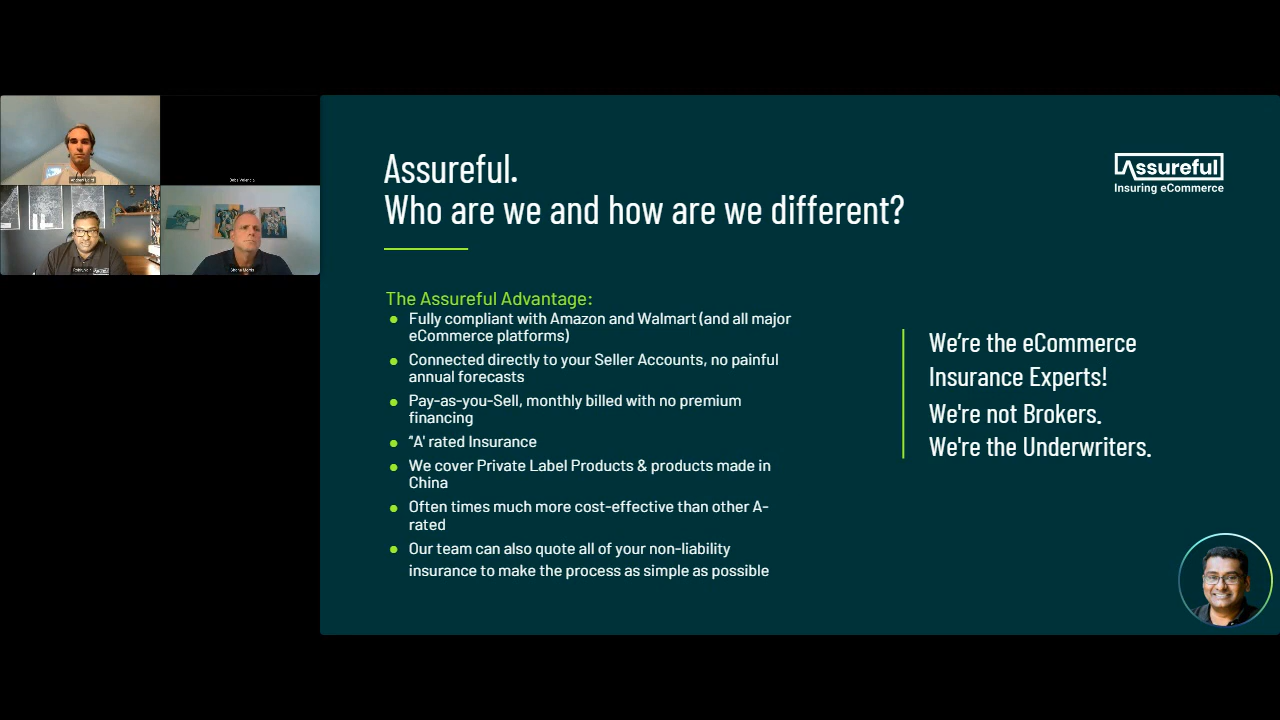 Assureful.
Who are we and how are we different?
Assureful
Insuring eCommerce
The Assureful Advantage:
Fully compliant with Amazon and Walmart (and all major
eCommerce platforms)
Connected directly to your Seller Accounts, no painful
annual forecasts
Pay-as-you-Sell, monthly billed with no premium
financing
“A’ rated Insurance
We cover Private Label Products & products made in
China
Often times much more cost-effective than other A-
rated
Our team can also quote all of your non-liability
insurance to make the process as simple as possible
We’re the eCommerce
Insurance Experts!
We're not Brokers.
We're the Underwriters.